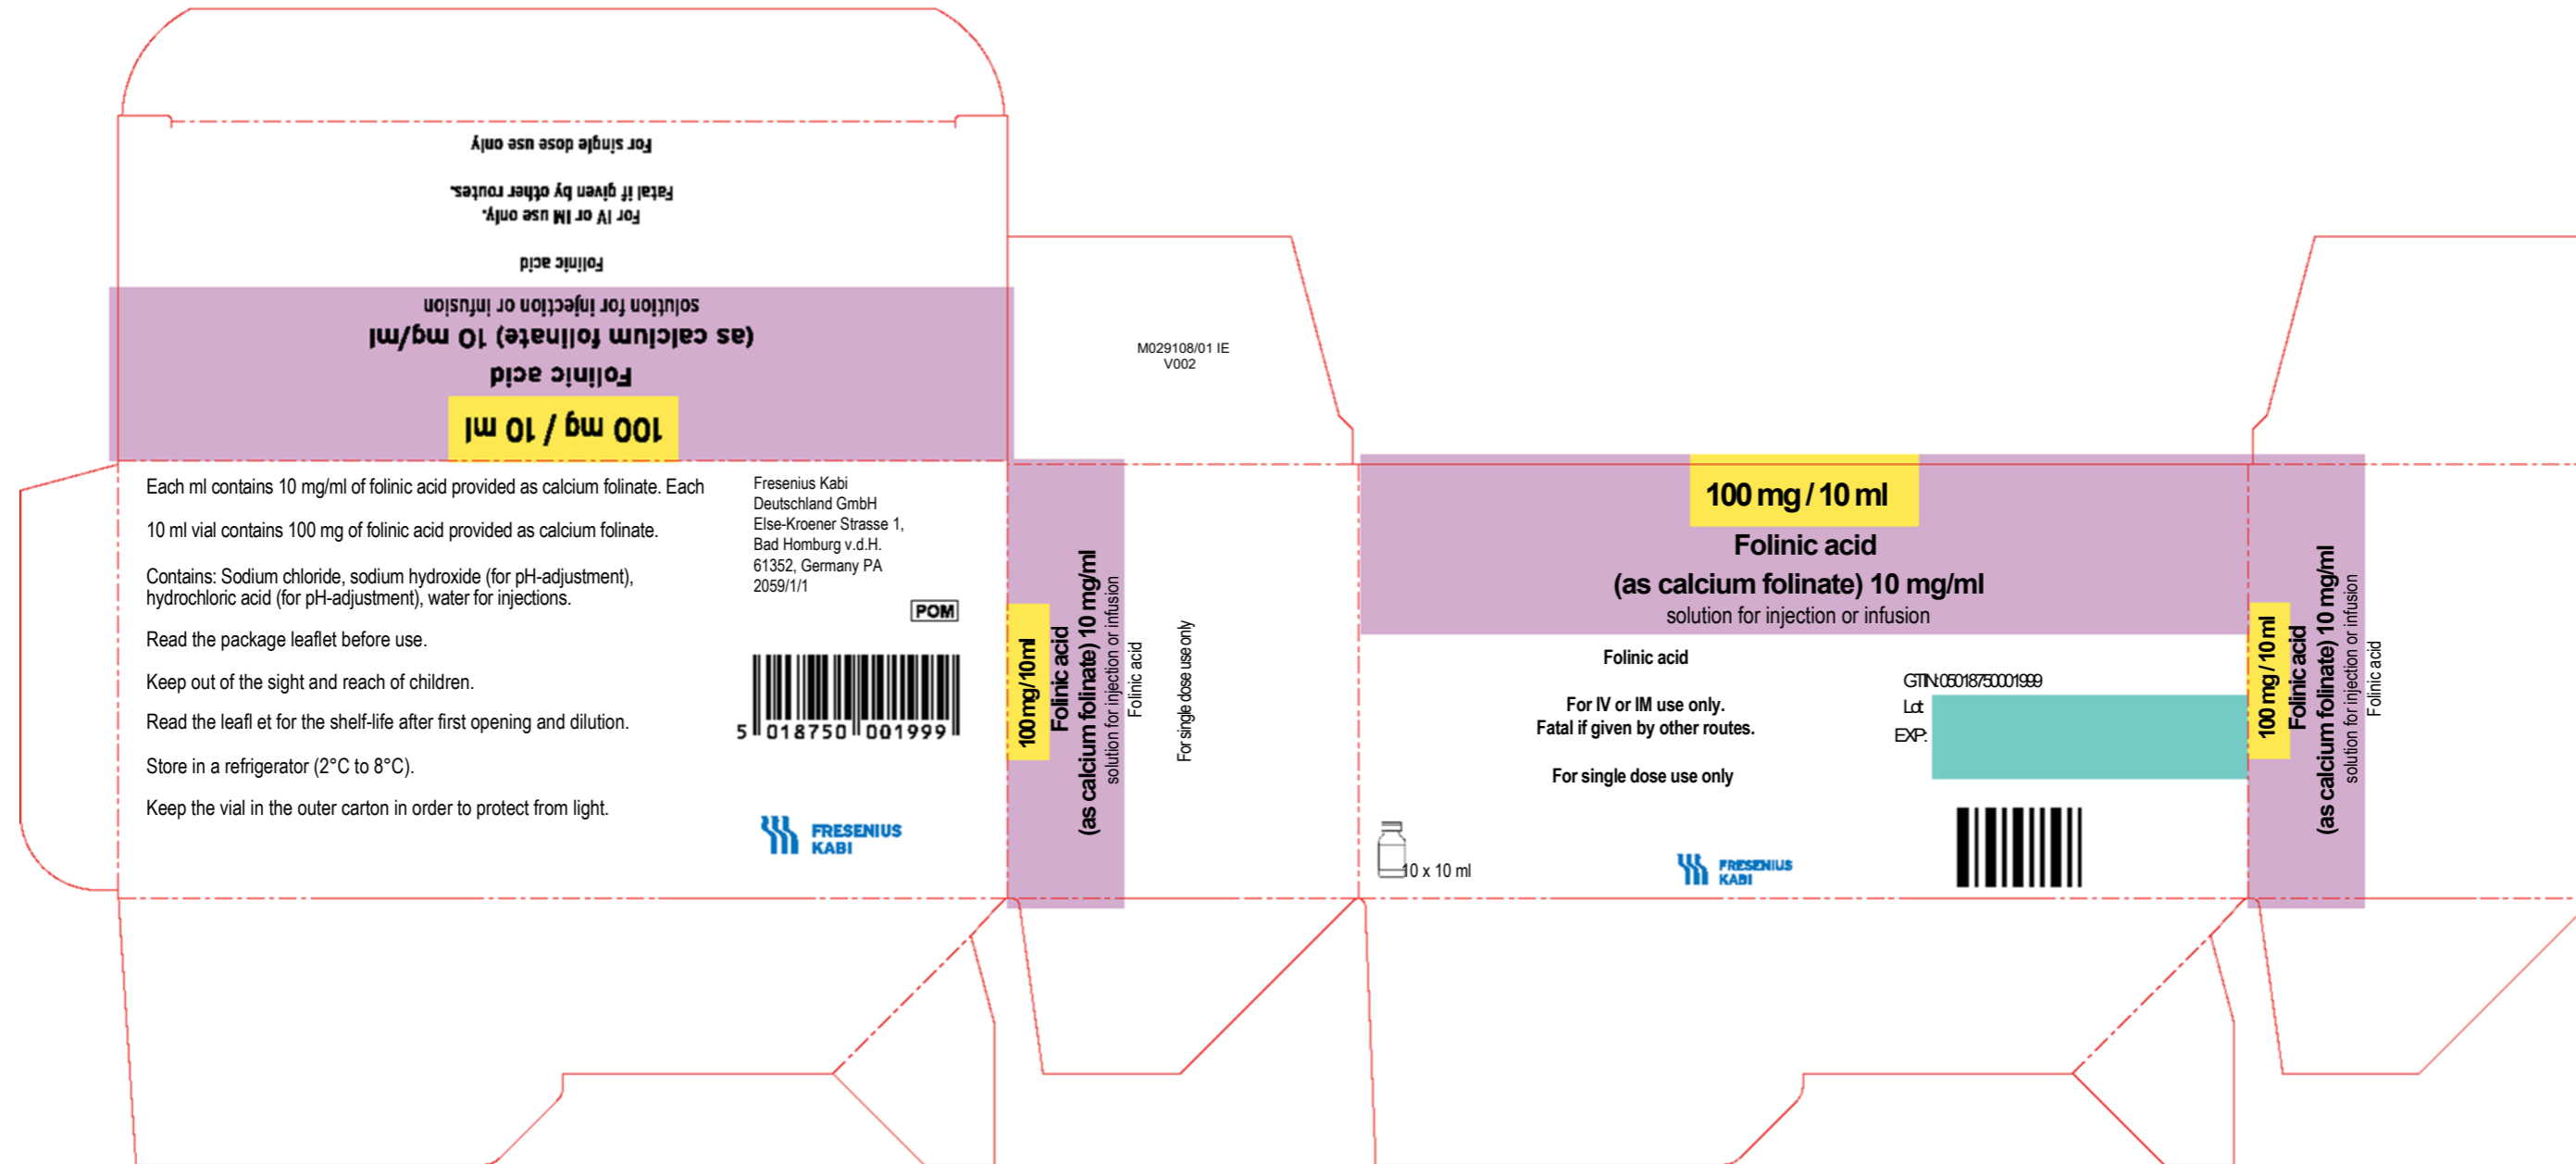 For single dose use only
Fatal if given by other routes.
For IV or IM use only.
Folinic acid
solution for injection or infusion
(as calcium folinate) 10 mg/ml
Folinic acid
100 mg / 10 ml
Each ml contains 10 mg/ml of folinic acid provided as calcium folinate. Each
10 ml vial contains 100 mg of folinic acid provided as calcium folinate.
Contains: Sodium chloride, sodium hydroxide (for pH-adjustment),
hydrochloric acid (for pH-adjustment), water for injections.
Read the package leaflet before use.
Keep out of the sight and reach of children.
Read the leafl et for the shelf-life after first opening and dilution.
Store in a refrigerator (2°C to 8°C).
Keep the vial in the outer carton in order to protect from light.
Fresenius Kabi
Deutschland GmbH
Else-Kroener Strasse 1,
Bad Homburg v.d.H.
61352, Germany PA
2059/1/1
POM
5 018750 001999
FRESENIUS
KABI
M029108/01 IE
V002
100 mg/10 ml
Folinic acid
(as calcium folinate) 10 mg/ml
solution for injection or infusion
Folinic acid
For single dose use only
100 mg / 10 ml
Folinic acid
(as calcium folinate) 10 mg/ml
solution for injection or infusion
Folinic acid
For IV or IM use only.
Fatal if given by other routes.
For single dose use only
10 x 10 ml
FRESENIUS
KABI
GTIN:05018750001999
Lot
EXP:
100 mg / 10 ml
Folinic acid
(as calcium folinate) 10 mg/ml
solution for injection or infusion
Folinic acid